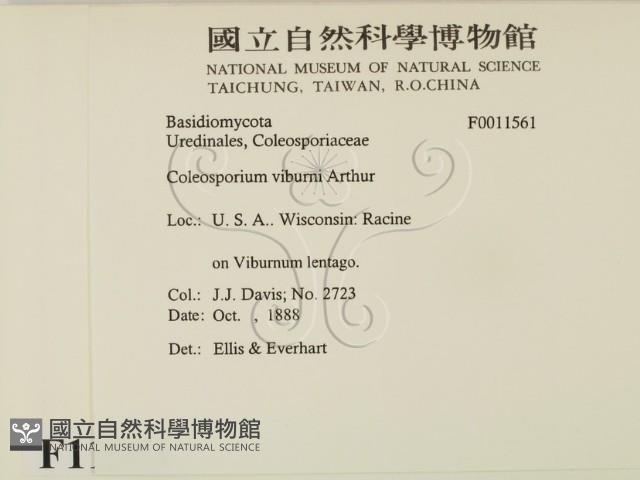 國立自然科學博物館
NATIONAL MUSEUM OF NATURAL SCIENCE
TAICHUNG, TAIWAN, R.O.CHINA
Basidiomycota F0011561
Uredinales, Coleosporiaceae
Coleosporium viburni Arthur
Loc.: U. S. A.. Wisconsin: Racine
on Viburnum lentago.
Col.: J.J. Davis; No. 2723
Date: Oct. , 1888
Det.: Ellis & Everhart
國立自然科學博物館
NATIONAL MUSEUM OF NATURAL SCIENCE
F1